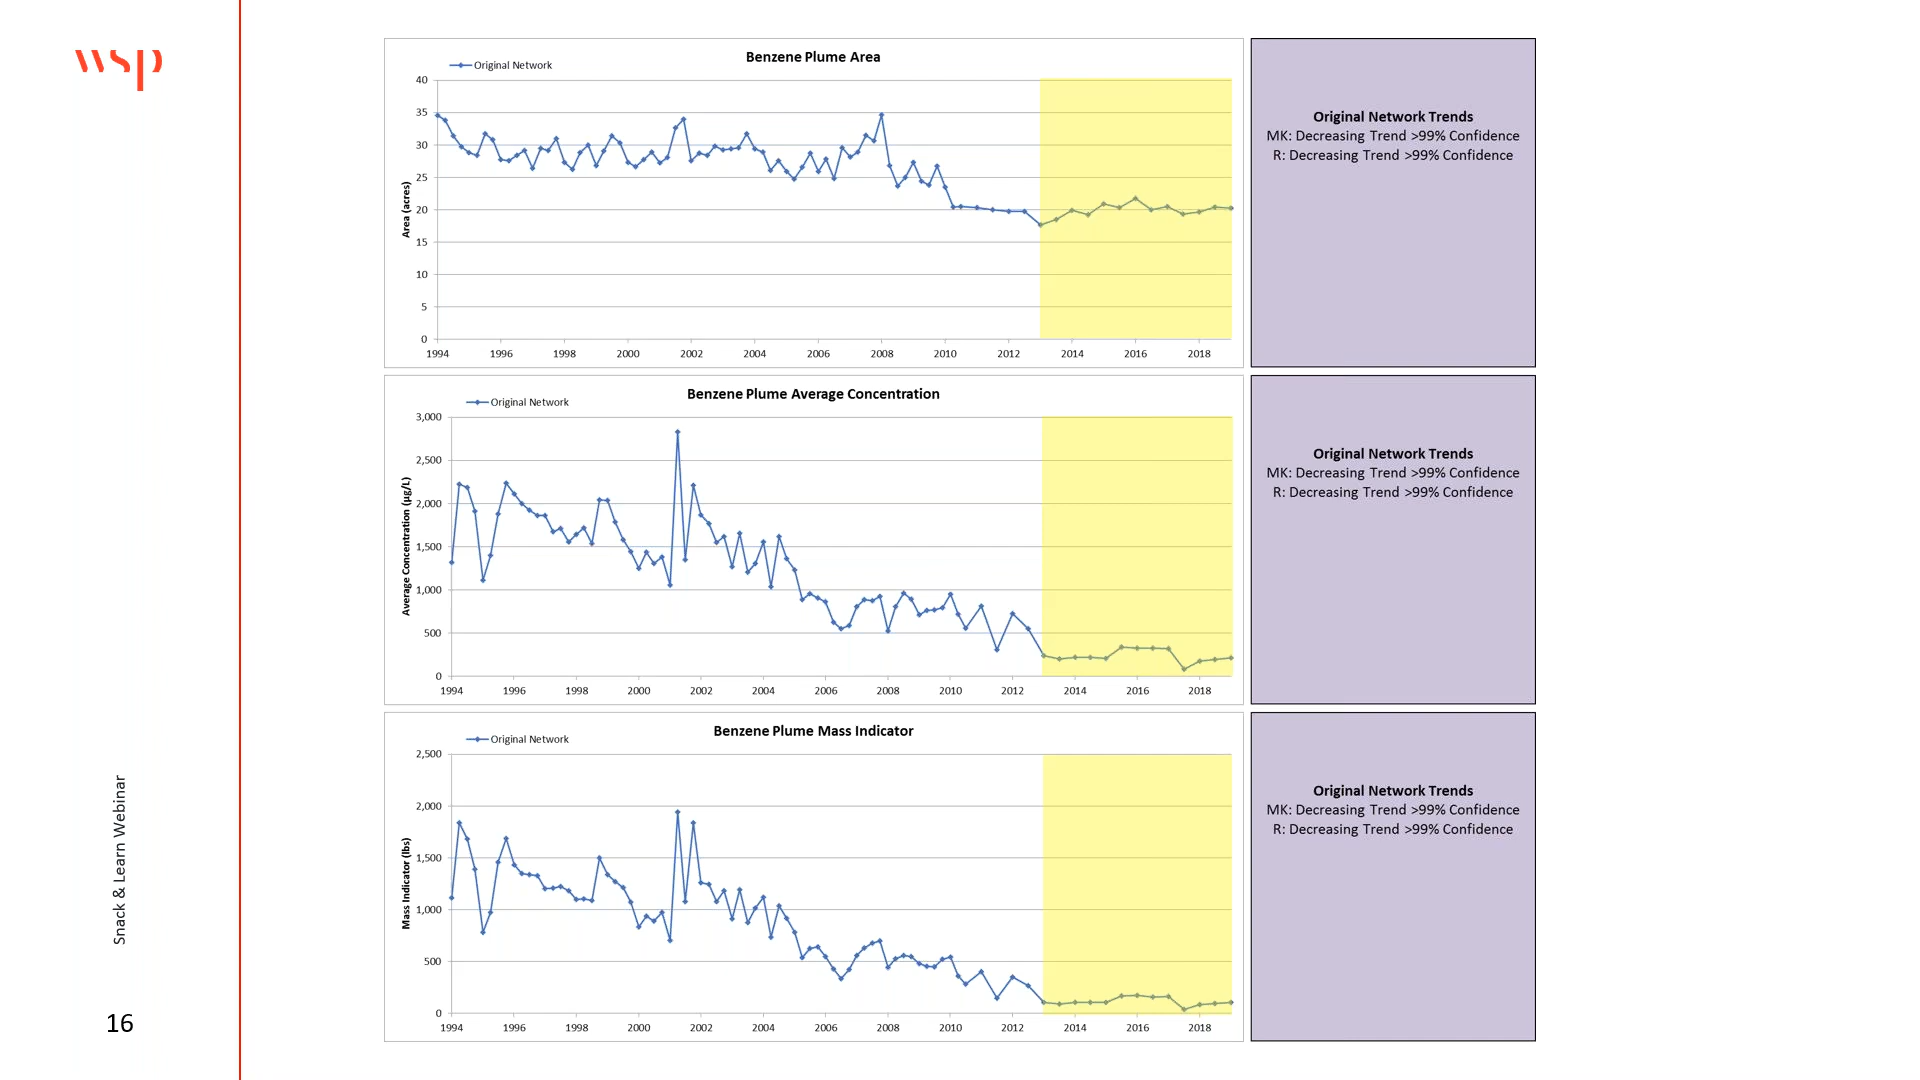 wsp
Benzene Plume Area
Original Network
40
35
30
25
20
15
10
5
0
Area (acres)
1994 1996 1998 2000 2002 2004 2006 2008 2010 2012 2014 2016 2018
Original Network Trends
MK: Decreasing Trend >99% Confidence
R: Decreasing Trend >99% Confidence
Benzene Plume Average Concentration
Original Network
3,000
2,500
2,000
1,500
1,000
500
0
Average Concentration (µg/L)
1994 1996 1998 2000 2002 2004 2006 2008 2010 2012 2014 2016 2018
Original Network Trends
MK: Decreasing Trend >99% Confidence
R: Decreasing Trend >99% Confidence
Benzene Plume Mass Indicator
Original Network
2,500
2,000
1,500
1,000
500
0
Mass Indicator (lbs)
1994 1996 1998 2000 2002 2004 2006 2008 2010 2012 2014 2016 2018
Original Network Trends
MK: Decreasing Trend >99% Confidence
R: Decreasing Trend >99% Confidence
Snack & Learn Webinar
16